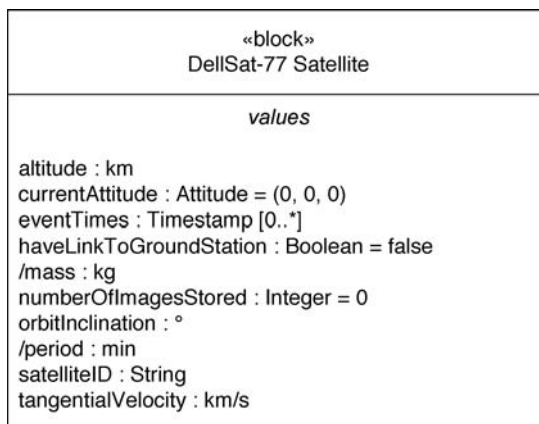 «block»
DellSat-77 Satellite
values
altitude : km
currentAttitude : Attitude = (0, 0, 0)
eventTimes : Timestamp [0..*]
haveLinkToGroundStation : Boolean = false
/mass : kg
numberOfImagesStored : Integer = 0
orbitInclination : °
/period : min
satelliteID : String
tangentialVelocity : km/s